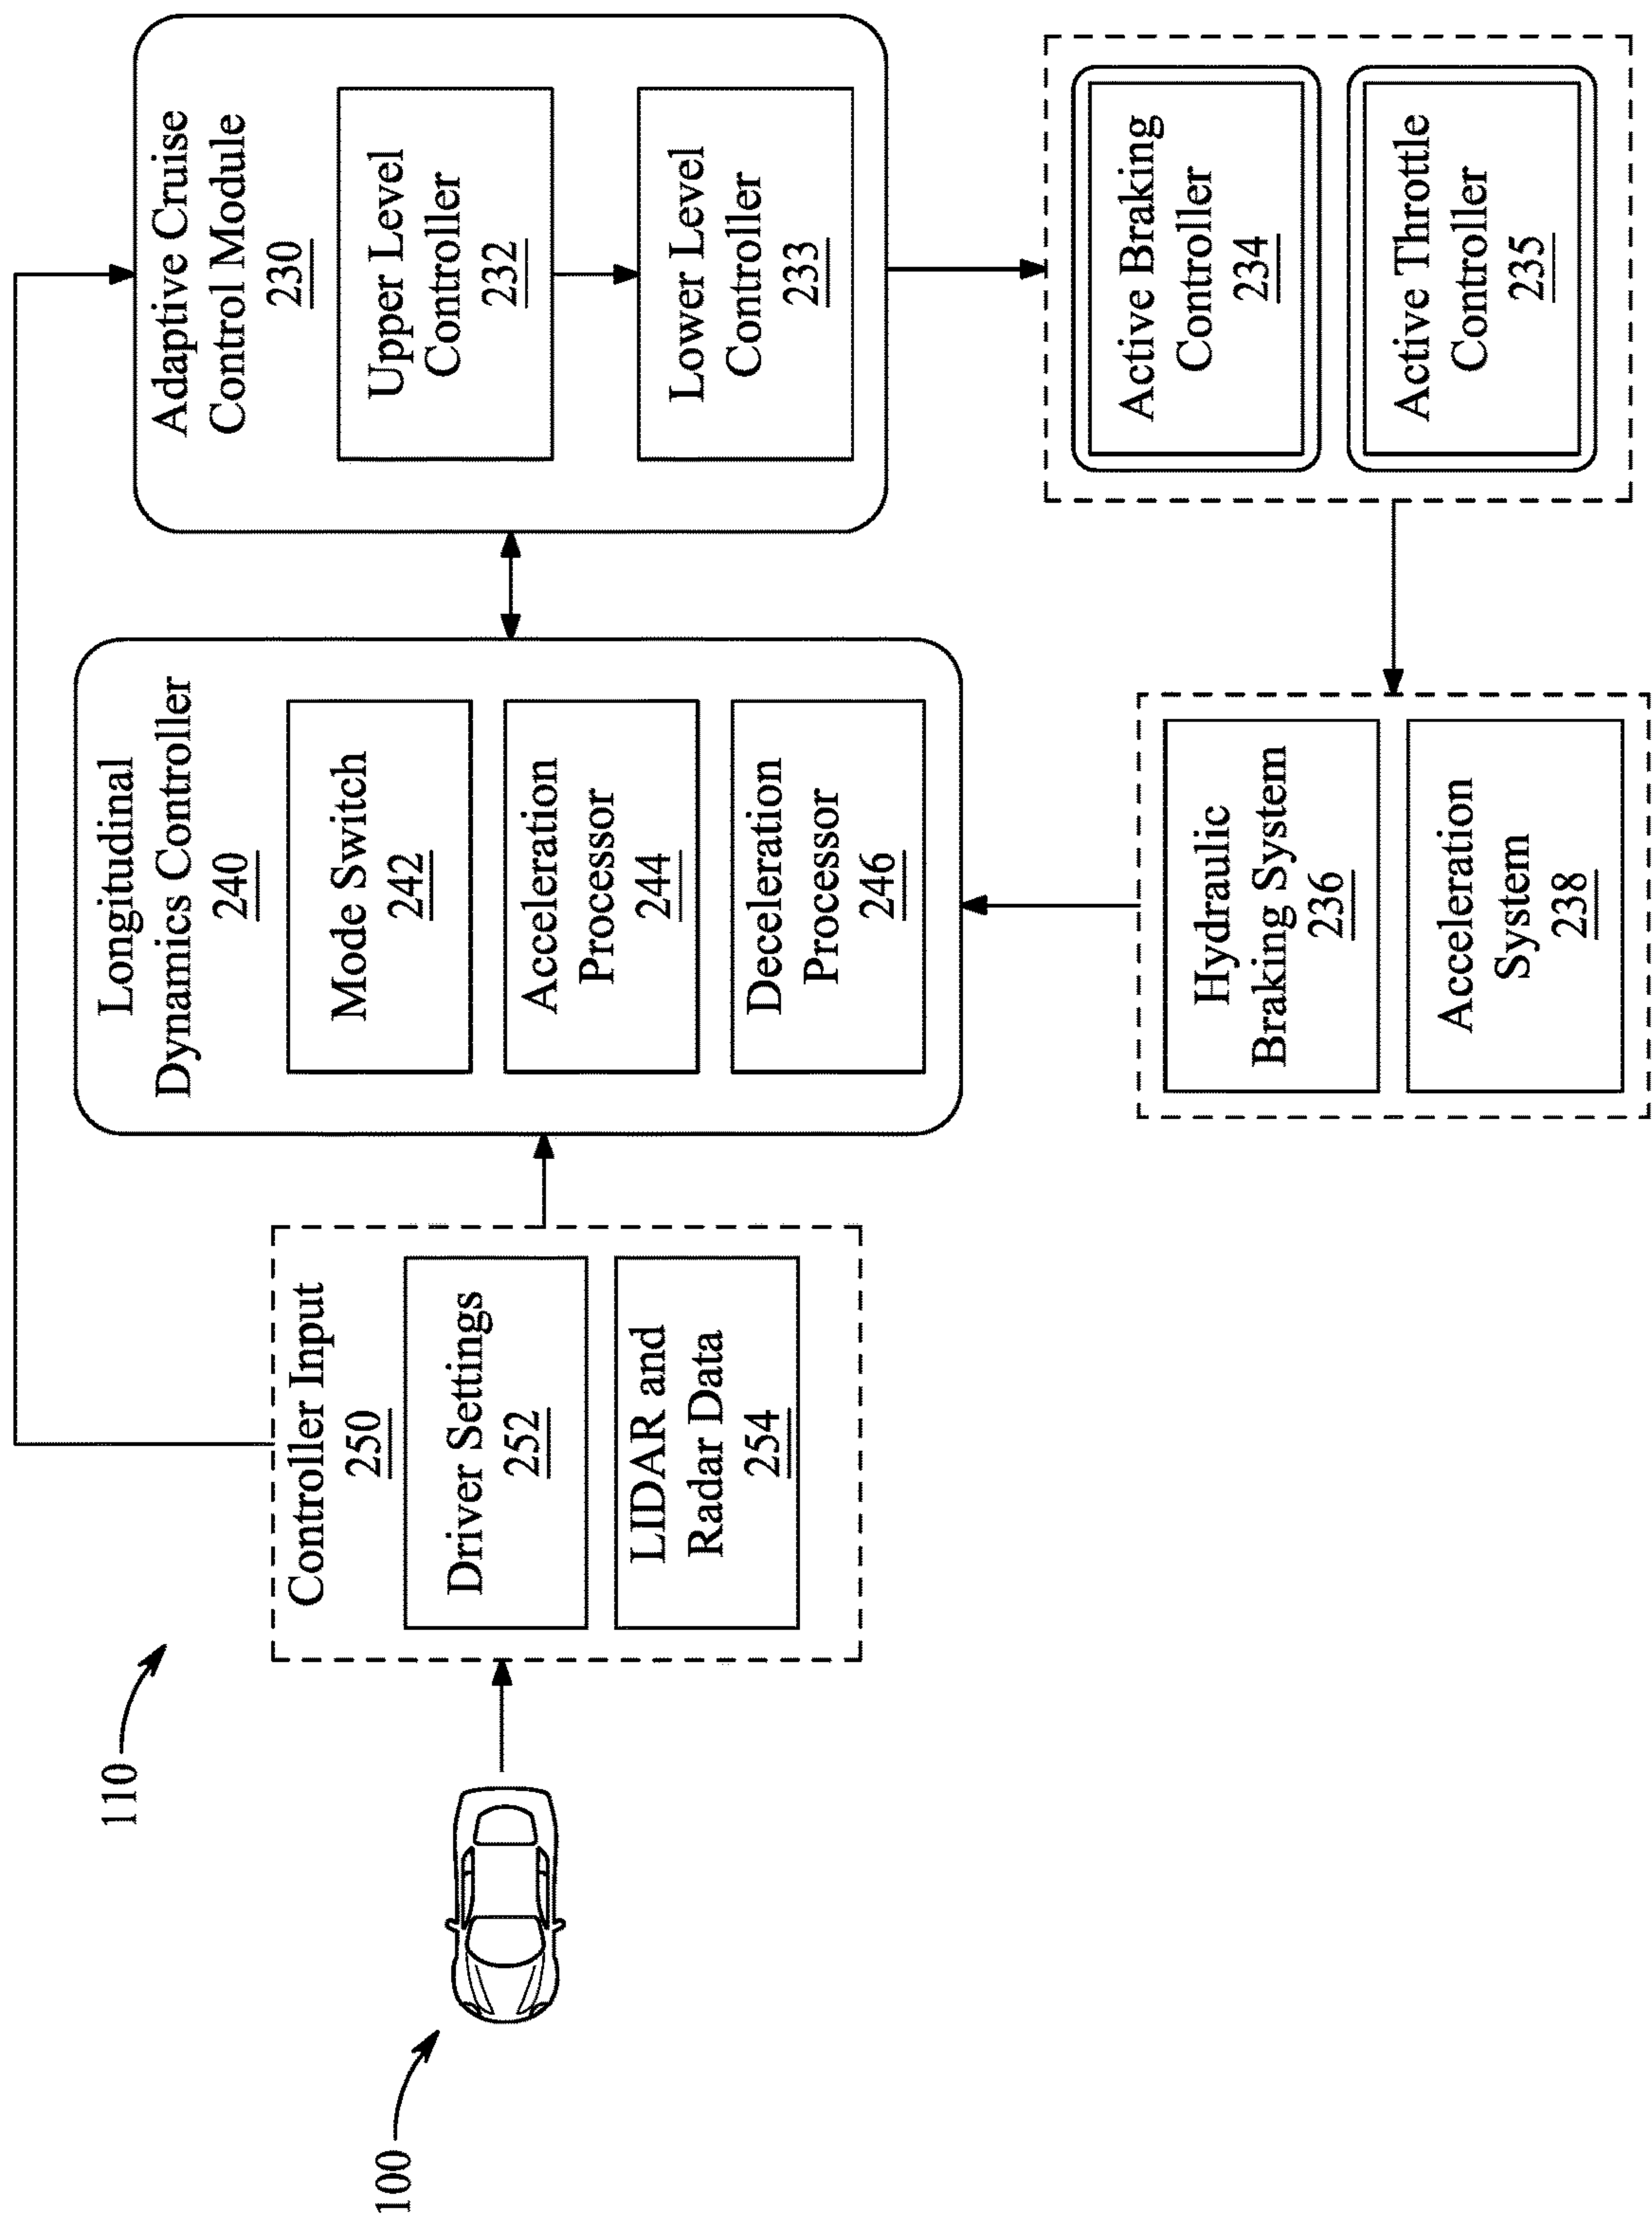 110
100
Controller Input
250
Driver Settings
252
LIDAR and
Radar Data
254
Longitudinal
Dynamics Controller
240
Mode Switch
242
Acceleration
Processor
244
Deceleration
Processor
246
Adaptive Cruise
Control Module
230
Upper Level
Controller
232
Lower Level
Controller
233
Hydraulic
Braking System
236
Acceleration
System
238
Active Braking
Controller
234
Active Throttle
Controller
235